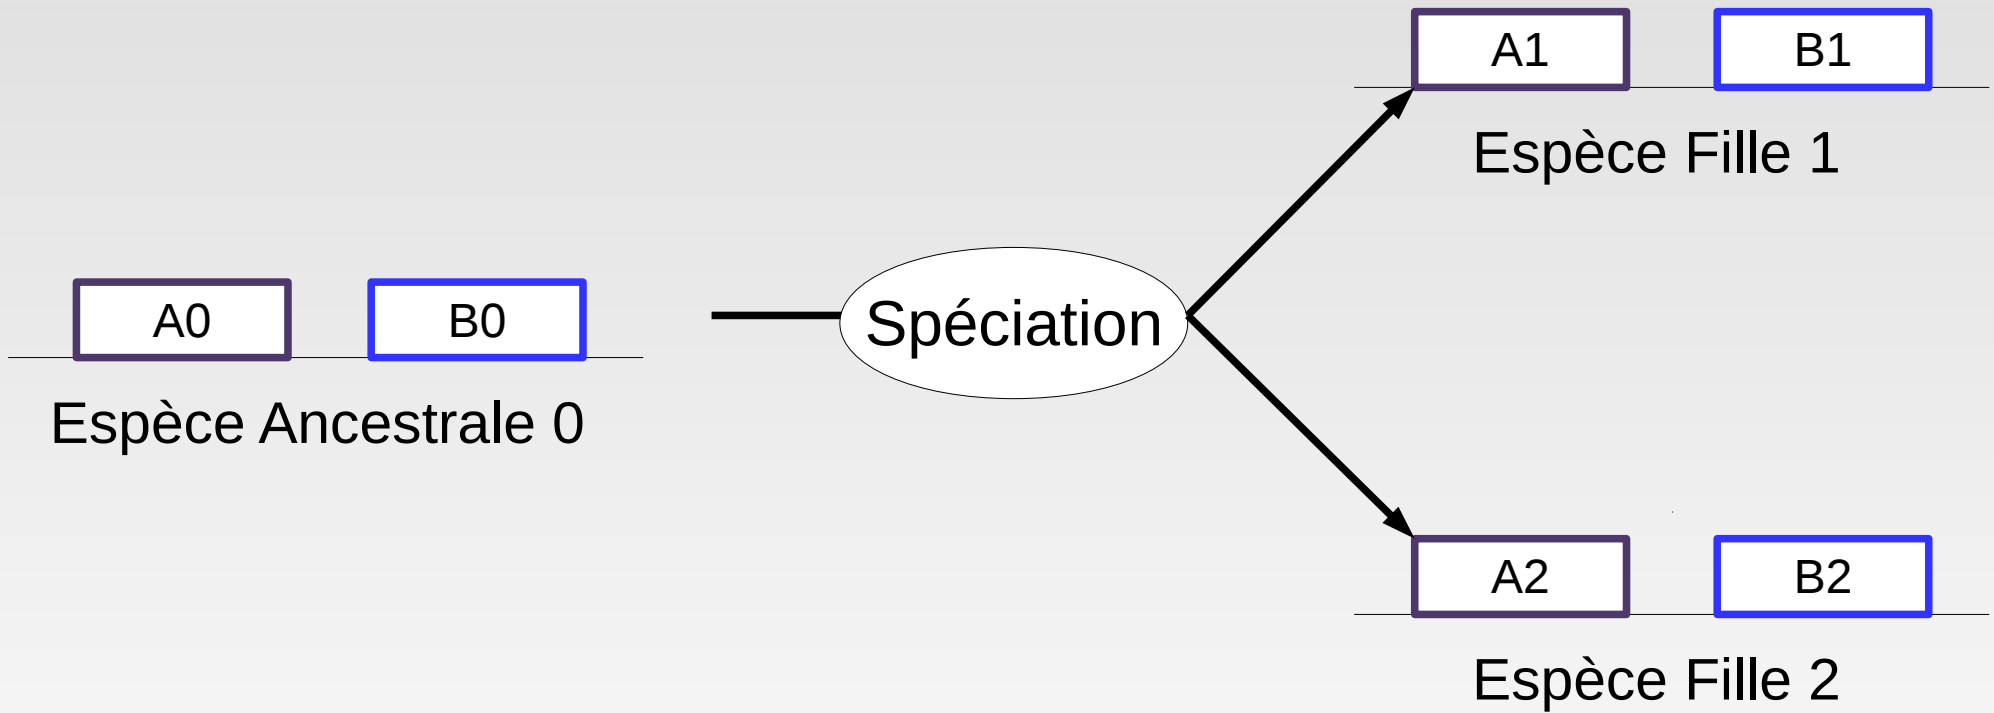 A1 B1
Espèce Fille 1
A0 B0
Spéciation
Espèce Ancestrale 0
A2 B2
Espèce Fille 2